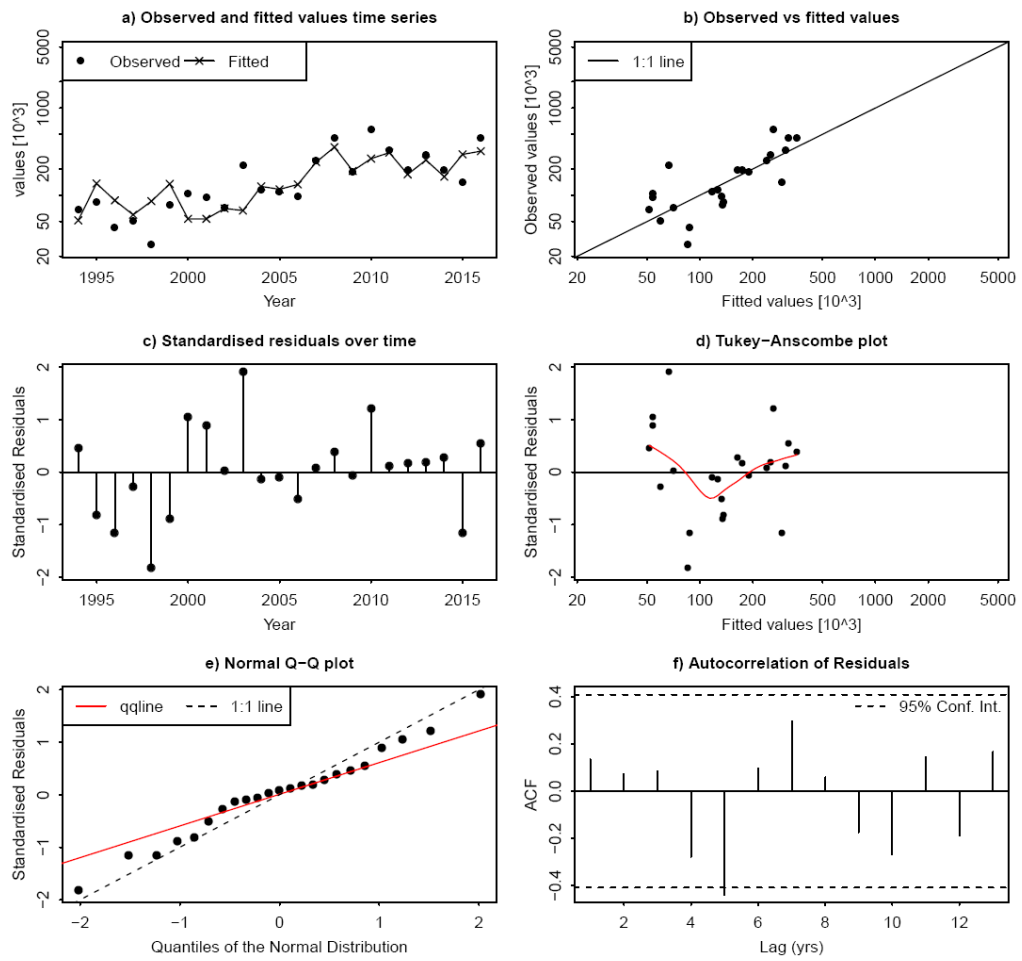 a) Observed and fitted values time series
values [10^3]
5000
1000
200
50
20
Observed
Fitted
1995
2000
2005
2010
2015
Year
b) Observed vs fitted values
Observed values [10^3]
5000
1000
200
50
20
1:1 line
20
50
100
200
500
1000
2000
5000
Fitted values [10^3]
c) Standardised residuals over time
Standardised Residuals
2
1
0
−1
−2
1995
2000
2005
2010
2015
Year
d) Tukey−Anscombe plot
Standardised Residuals
2
1
0
−1
−2
20
50
100
200
500
1000
2000
5000
Fitted values [10^3]
e) Normal Q−Q plot
Standardised Residuals
2
1
0
−1
−2
qqline
1:1 line
−2
−1
0
1
2
Quantiles of the Normal Distribution
f) Autocorrelation of Residuals
ACF
0.4
0.2
0.0
−0.2
−0.4
95% Conf. Int.
2
4
6
8
10
12
Lag (yrs)